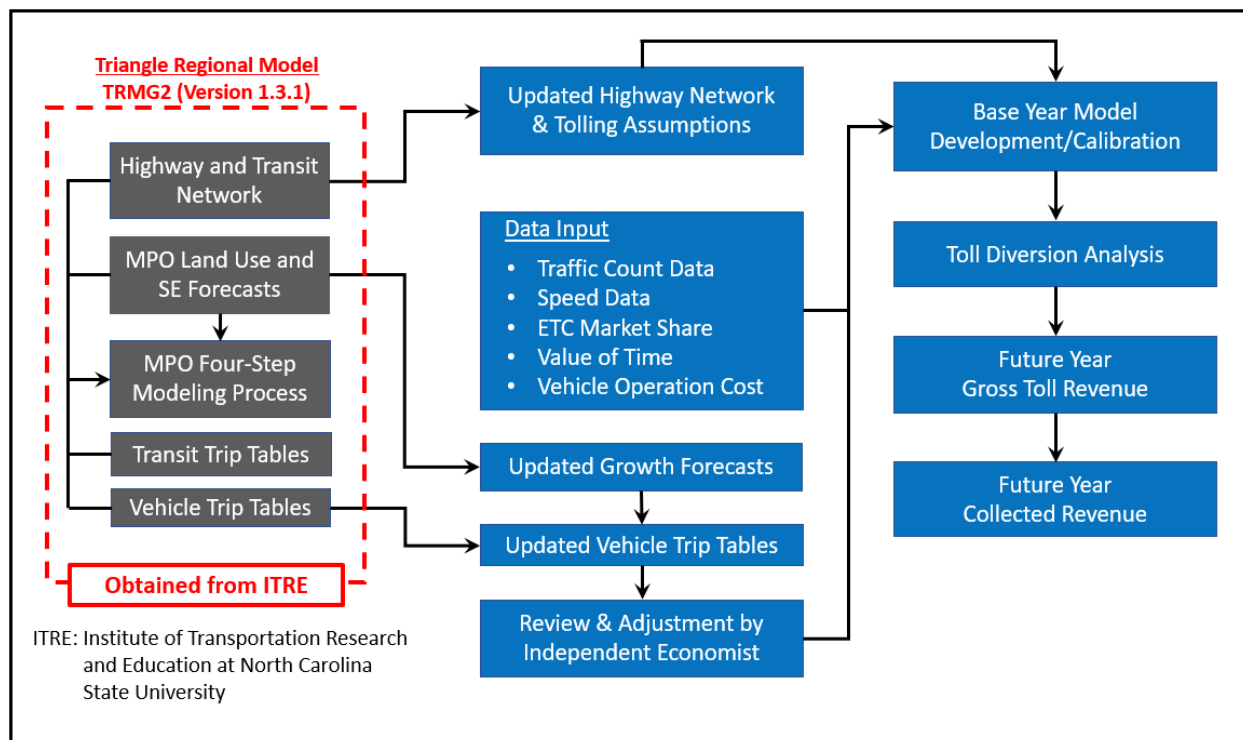 Triangle Regional Model
TRMG2 (Version 1.3.1)
Highway and Transit
Network
MPO Land Use and
SE Forecasts
MPO Four-Step
Modeling Process
Transit Trip Tables
Vehicle Trip Tables
Obtained from ITRE
ITRE: Institute of Transportation Research
and Education at North Carolina
State University
Updated Highway Network
& Tolling Assumptions
Data Input
• Traffic Count Data
• Speed Data
• ETC Market Share
• Value of Time
• Vehicle Operation Cost
Updated Growth Forecasts
Updated Vehicle Trip Tables
Review & Adjustment by
Independent Economist
Base Year Model
Development/Calibration
Toll Diversion Analysis
Future Year
Gross Toll Revenue
Future Year
Collected Revenue